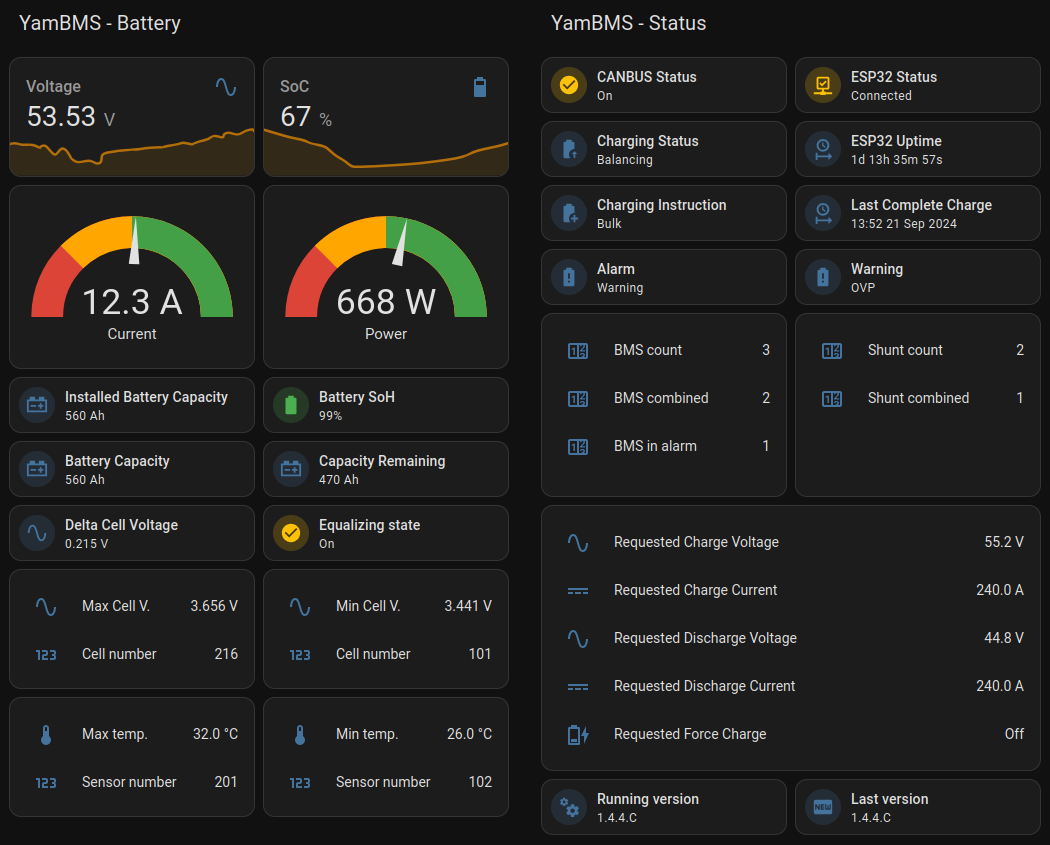 YamBMS - Battery
Voltage
53.53 V
SoC
67 %
12.3 A
Current
668 W
Power
Installed Battery Capacity
560 Ah
Battery SoH
99%
Battery Capacity
560 Ah
Capacity Remaining
470 Ah
Delta Cell Voltage
0.215 V
Equalizing state
On
Max Cell V. 3.656 V
Cell number 216
Min Cell V. 3.441 V
Cell number 101
Max temp. 32.0 °C
Sensor number 201
Min temp. 26.0 °C
Sensor number 102
YamBMS - Status
CANBUS Status
On
ESP32 Status
Connected
Charging Status
Balancing
ESP32 Uptime
1d 13h 35m 57s
Charging Instruction
Bulk
Last Complete Charge
13:52 21 Sep 2024
Alarm
Warning
Warning
OVP
BMS count 3
BMS combined 2
BMS in alarm 1
Shunt count 2
Shunt combined 1
Requested Charge Voltage 55.2 V
Requested Charge Current 240.0 A
Requested Discharge Voltage 44.8 V
Requested Discharge Current 240.0 A
Requested Force Charge Off
Running version
1.4.4.C
Last version
1.4.4.C